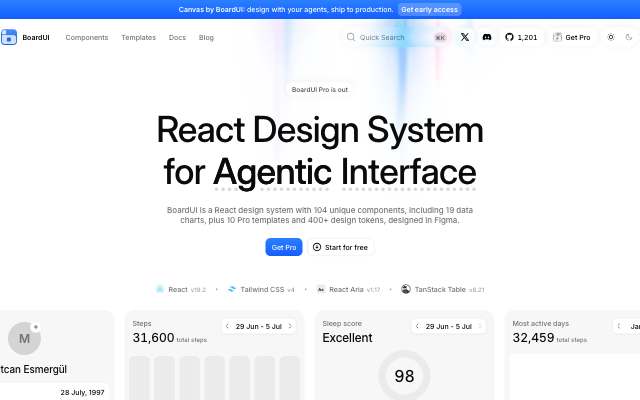 Canvas by BoardUI: design with your agents, ship to production. Get early access
BoardUI Components Templates Docs Blog Quick Search ⌘K 1,201 Get Pro
BoardUI Pro is out
React Design System
for Agentic Interface
BoardUI is a React design system with 104 unique components, including 19 data
charts, plus 10 Pro templates and 400+ design tokens, designed in Figma.
Get Pro Start for free
React v19.2 • Tailwind CSS v4 • React Aria v1.17 • TanStack Table v8.21
M
tcan Esmergül
28 July, 1997
Steps 29 Jun - 5 Jul
31,600 total steps
Sleep score 29 Jun - 5 Jul
Excellent
98
Most active days Jan
32,459 total steps